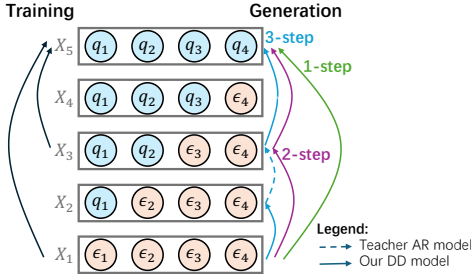 Training Generation
X₅ q₁ q₂ q₃ q₄ 3-step
1-step
X₄ q₁ q₂ q₃ ϵ₄
X₃ q₁ q₂ ϵ₃ ϵ₄ 2-step
X₂ q₁ ϵ₂ ϵ₃ ϵ₄
Legend:
Teacher AR model
X₁ ϵ₁ ϵ₂ ϵ₃ ϵ₄ Our DD model